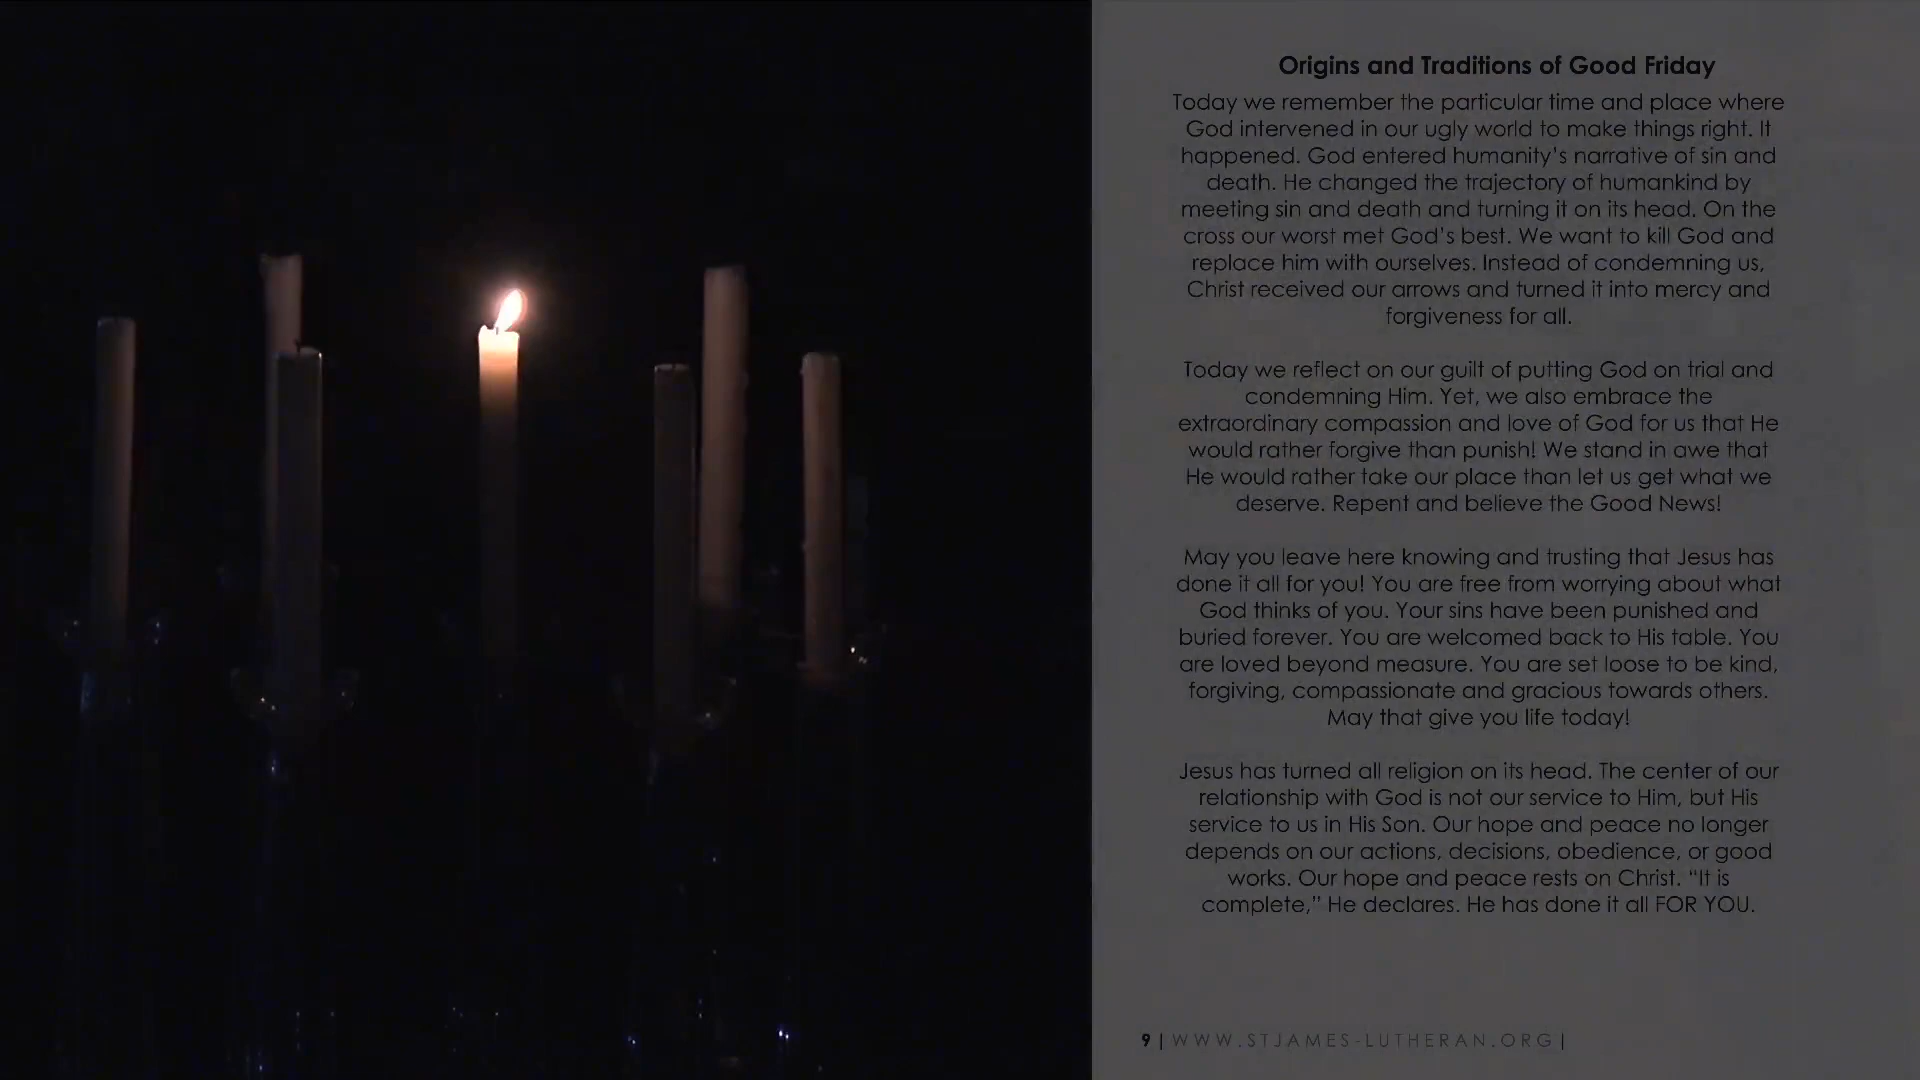 Origins and Traditions of Good Friday
Today we remember the particular time and place where
God intervened in our ugly world to make things right. It
happened. God entered humanity's narrative of sin and
death. He changed the trajectory of humankind by
meeting sin and death and turning it on its head. On the
cross our worst met God's best. We want to kill God and
replace him with ourselves. Instead of condemning us,
Christ received our arrows and turned it into mercy and
forgiveness for all.
Today we reflect on our guilt of putting God on trial and
condemning Him. Yet, we also embrace the
extraordinary compassion and love of God for us that He
would rather forgive than punish! We stand in awe that
He would rather take our place than let us get what we
deserve. Repent and believe the Good News!
May you leave here knowing and trusting that Jesus has
done it all for you! You are free from worrying about what
God thinks of you. Your sins have been punished and
buried forever. You are welcomed back to His table. You
are loved beyond measure. You are set loose to be kind,
forgiving, compassionate and gracious towards others.
May that give you life today!
Jesus has turned all religion on its head. The center of our
relationship with God is not our service to Him, but His
service to us in His Son. Our hope and peace no longer
depends on our actions, decisions, obedience, or good
works. Our hope and peace rests on Christ. “It is
complete,” He declares. He has done it all FOR YOU.
9 | WWW.STJAMES-LUTHERAN.ORG |